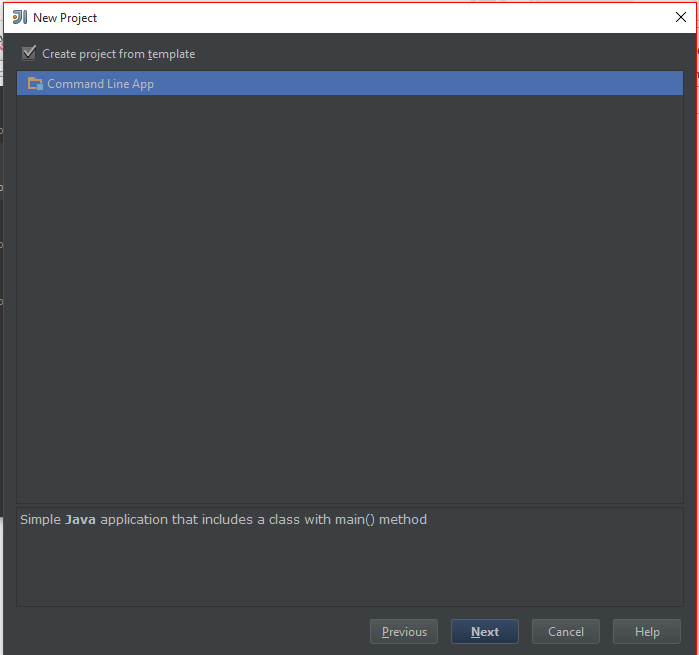 New Project
Create project from template
Command Line App
Simple Java application that includes a class with main() method
Previous Next Cancel Help